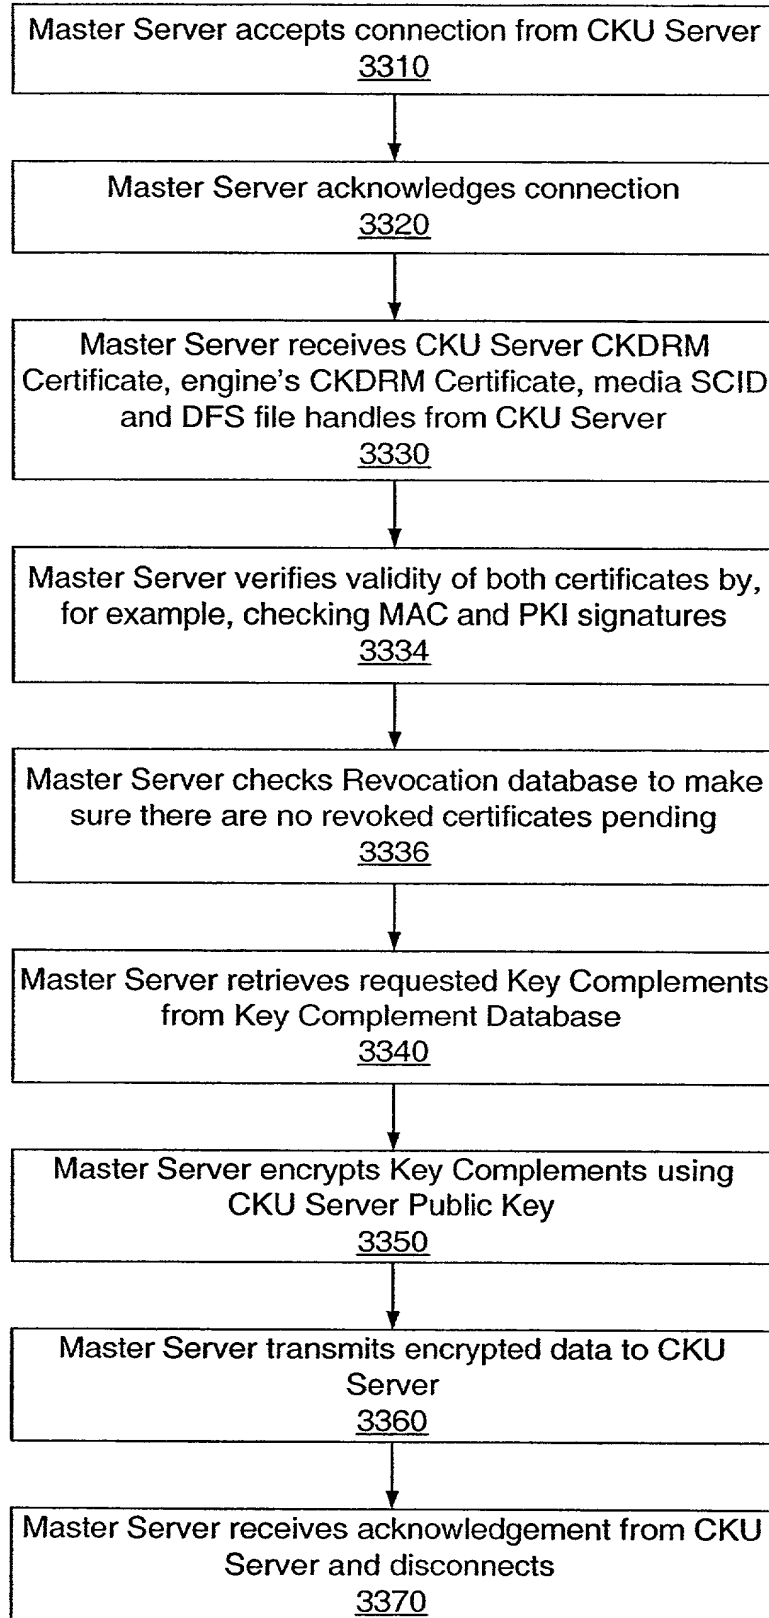 Master Server accepts connection from CKU Server
3310
Master Server acknowledges connection
3320
Master Server receives CKU Server CKDRM
Certificate, engine's CKDRM Certificate, media SCID
and DFS file handles from CKU Server
3330
Master Server verifies validity of both certificates by,
for example, checking MAC and PKI signatures
3334
Master Server checks Revocation database to make
sure there are no revoked certificates pending
3336
Master Server retrieves requested Key Complements
from Key Complement Database
3340
Master Server encrypts Key Complements using
CKU Server Public Key
3350
Master Server transmits encrypted data to CKU
Server
3360
Master Server receives acknowledgement from CKU
Server and disconnects
3370